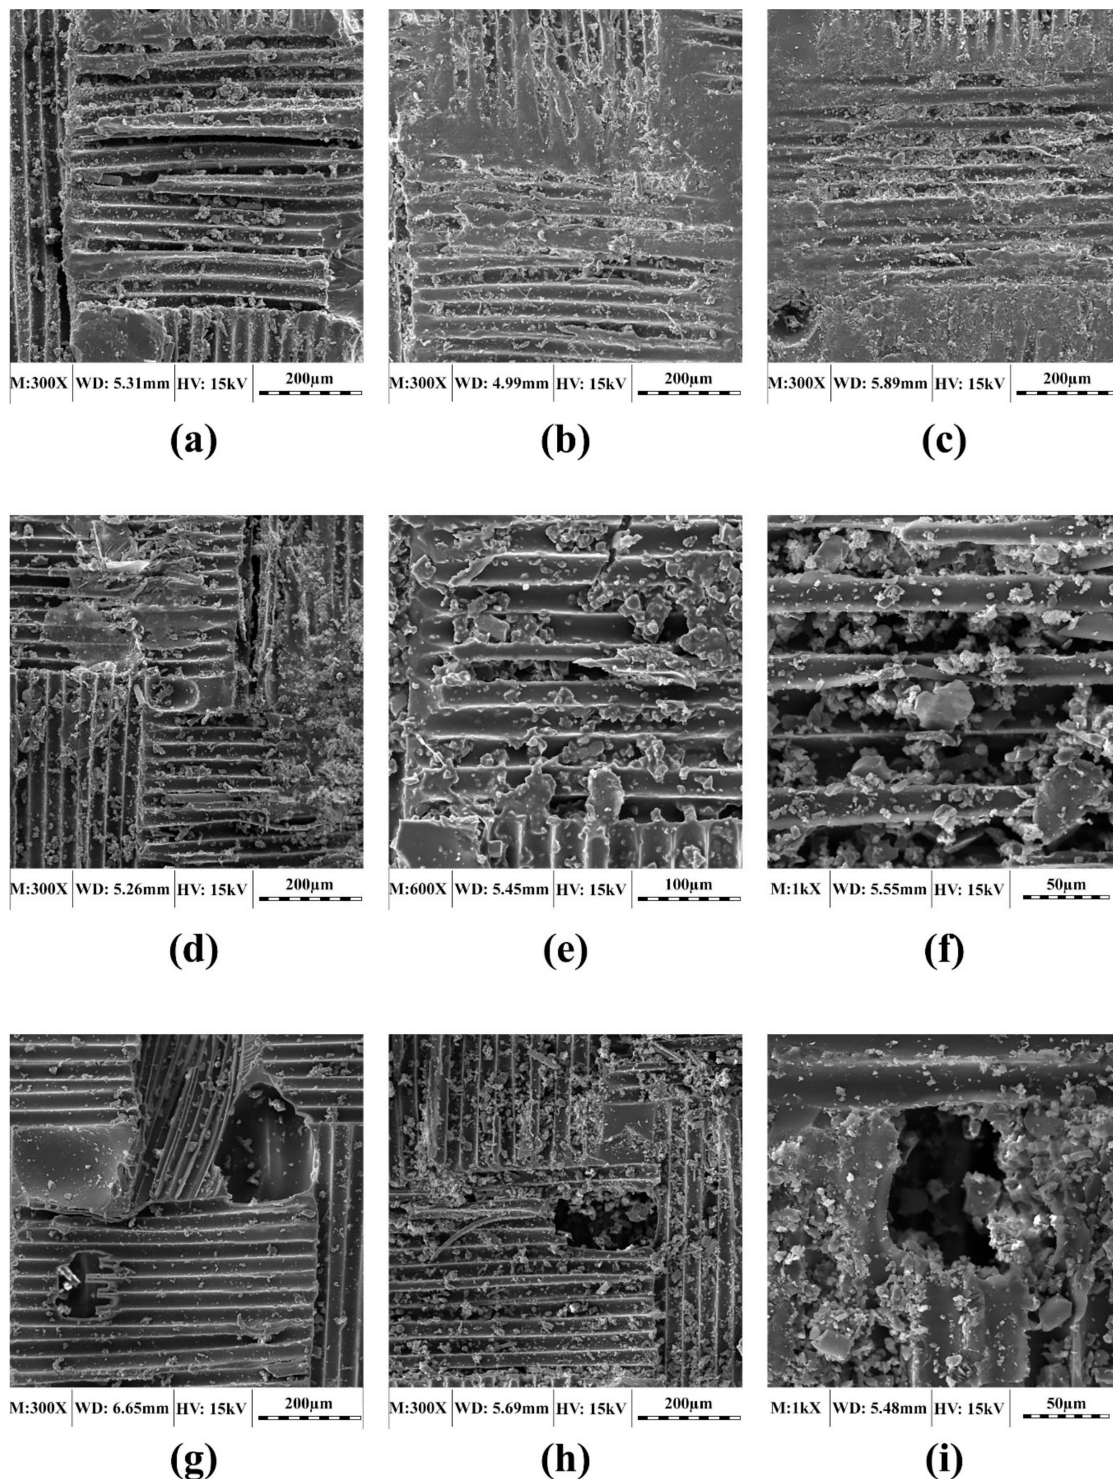 M:300X WD: 5.31mm HV: 15kV 200µm
M:300X WD: 4.99mm HV: 15kV 200µm
M:300X WD: 5.89mm HV: 15kV 200µm
(a) (b) (c)
M:300X WD: 5.26mm HV: 15kV 200µm
M:600X WD: 5.45mm HV: 15kV 100µm
M:1kX WD: 5.55mm HV: 15kV 50µm
(d) (e) (f)
M:300X WD: 6.65mm HV: 15kV 200µm
M:300X WD: 5.69mm HV: 15kV 200µm
M:1kX WD: 5.48mm HV: 15kV 50µm
(g) (h) (i)